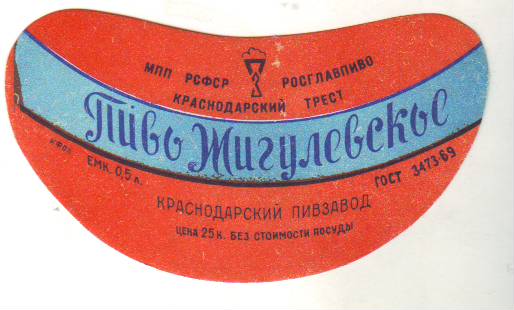 МПП РСФСР РОСГЛАВПИВО
КРАСНОДАРСКИЙ ТРЕСТ
Пиво Жигулевское
ЕМК. 0,5 л. ГОСТ 3473-69
КРАСНОДАРСКИЙ ПИВЗАВОД
ЦЕНА 25 К. БЕЗ СТОИМОСТИ ПОСУДЫ